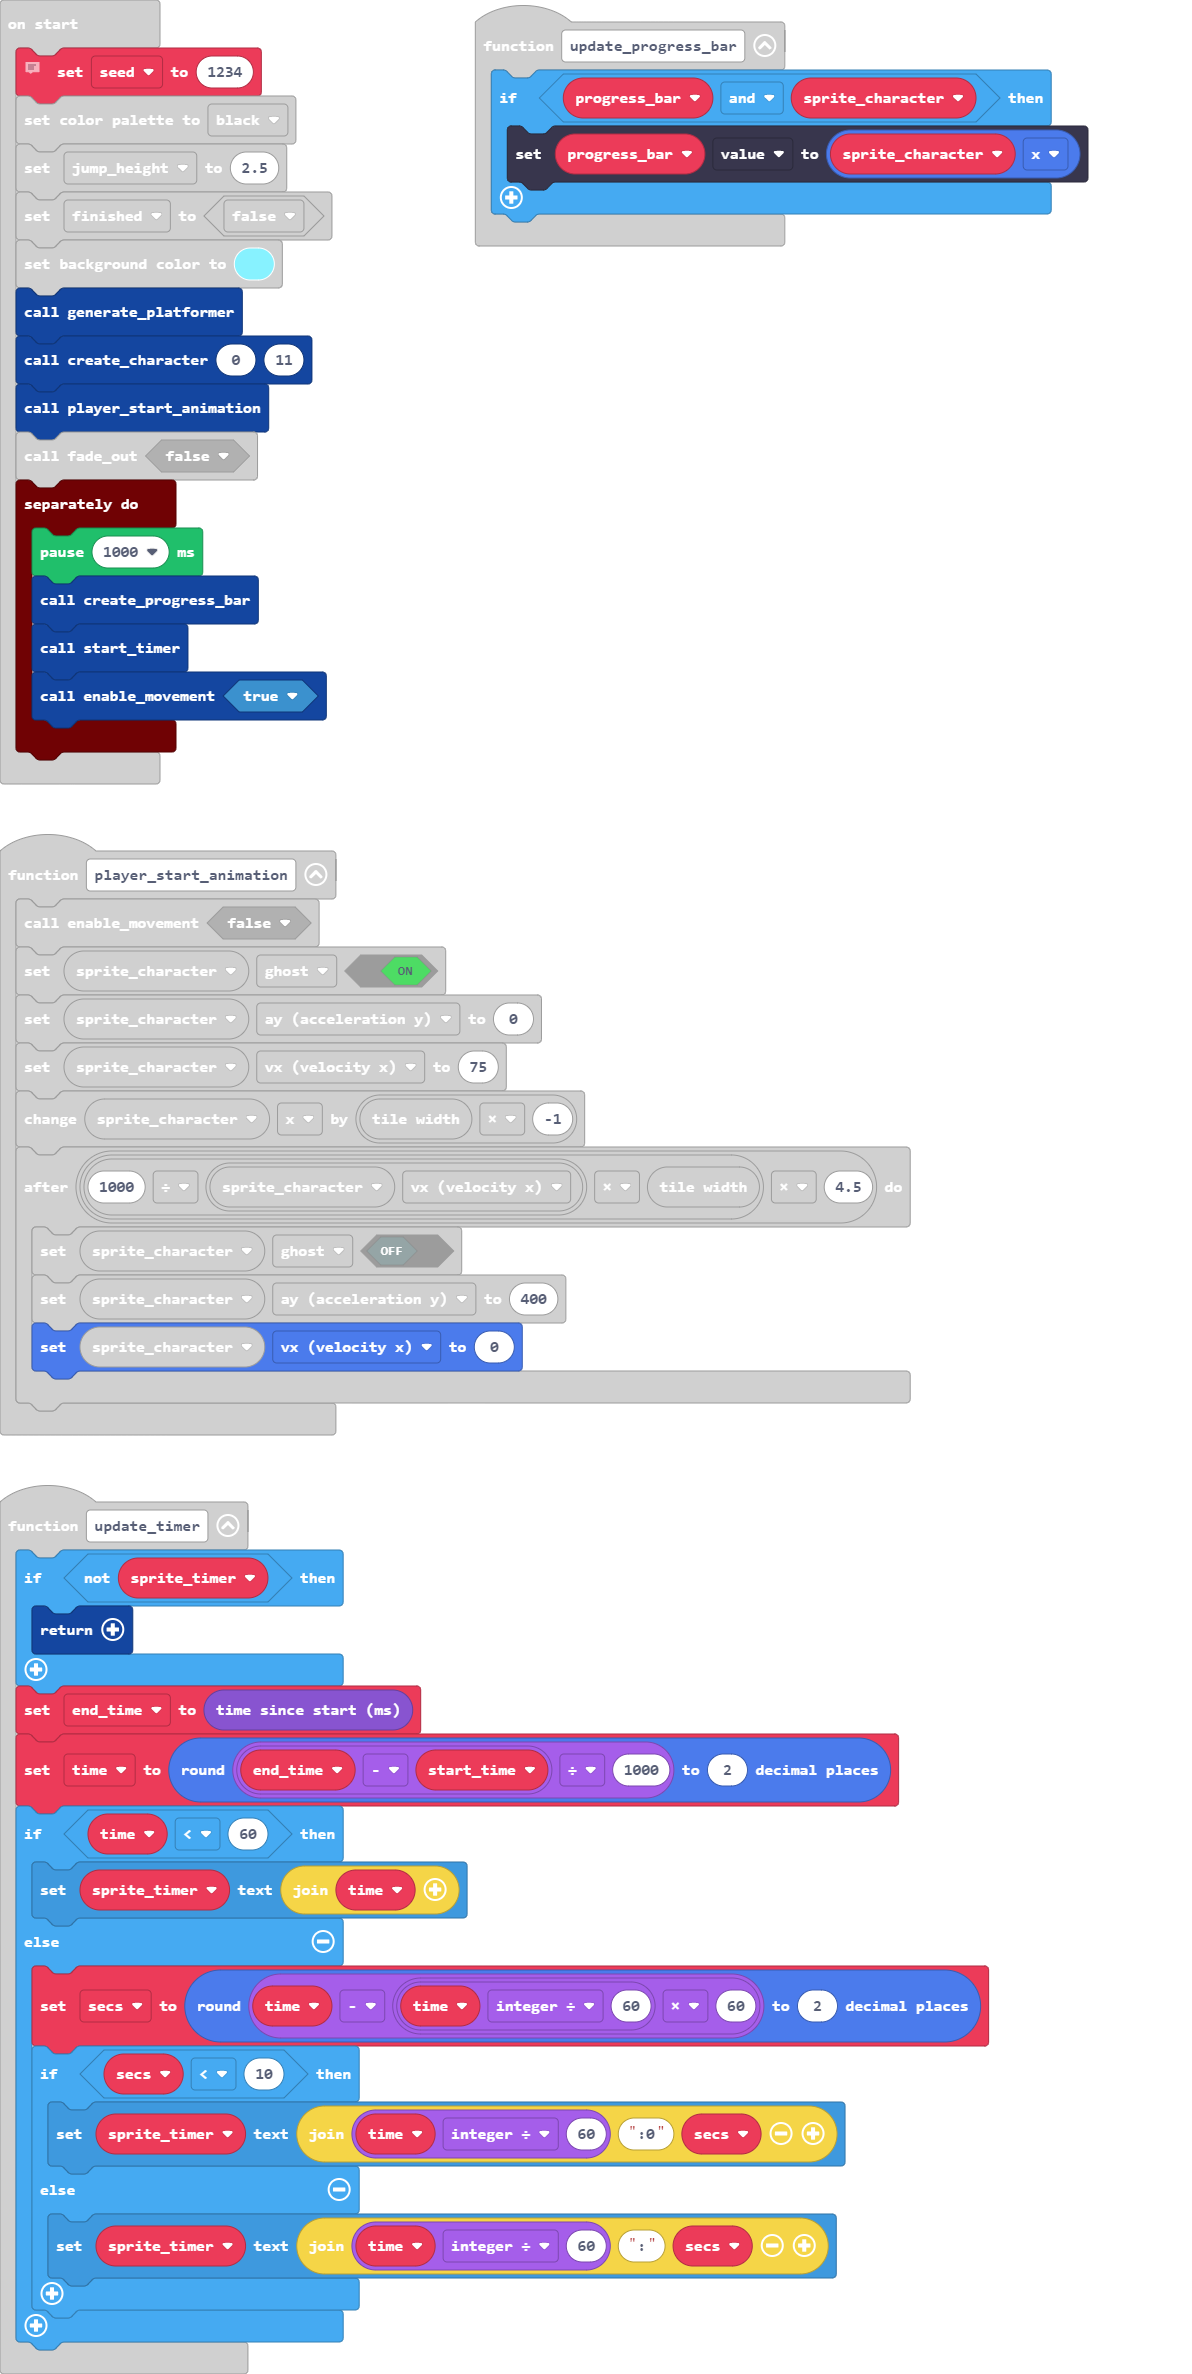 on start
set seed to 1234
set color palette to black
set jump_height to 2.5
set finished to false
set background color to
call generate_platformer
call create_character 0 11
call player_start_animation
call fade_out false
separately do
pause 1000 ms
call create_progress_bar
call start_timer
call enable_movement true
function update_progress_bar
if progress_bar and sprite_character then
set progress_bar value to sprite_character x
function player_start_animation
call enable_movement false
set sprite_character ghost ON
set sprite_character ay (acceleration y) to 0
set sprite_character vx (velocity x) to 75
change sprite_character x by tile width × -1
after 1000 ÷ sprite_character vx (velocity x) × tile width × 4.5 do
set sprite_character ghost OFF
set sprite_character ay (acceleration y) to 400
set sprite_character vx (velocity x) to 0
function update_timer
if not sprite_timer then
return
set end_time to time since start (ms)
set time to round end_time - start_time ÷ 1000 to 2 decimal places
if time < 60 then
set sprite_timer text join time
else
set secs to round time - time integer ÷ 60 × 60 to 2 decimal places
if secs < 10 then
set sprite_timer text join time integer ÷ 60 ":0" secs
else
set sprite_timer text join time integer ÷ 60 ":" secs